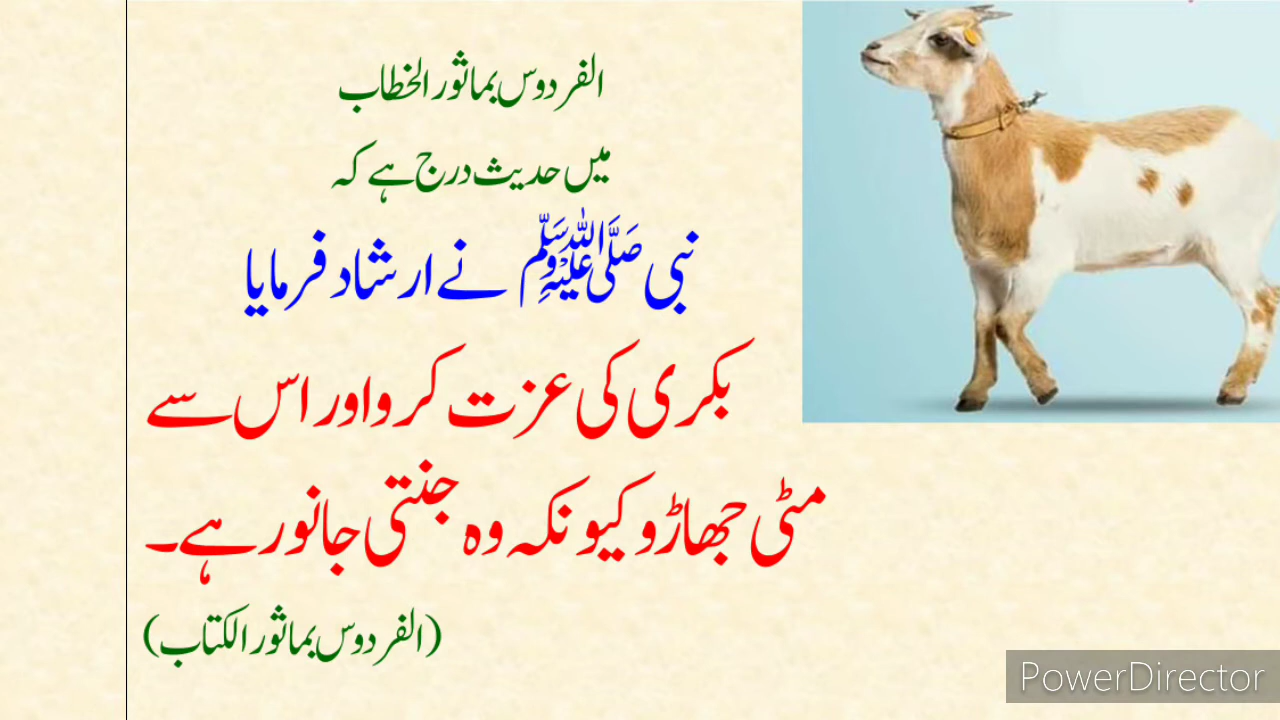 الفردوس بماثور الخطاب
میں حدیث درج ہے کہ
نبی ﷺ نے ارشاد فرمایا
بکری کی عزت کرو اور اس سے
مٹی جھاڑو کیونکہ وہ جنتی جانور ہے۔
(الفردوس بماثور الکتاب)
PowerDirector